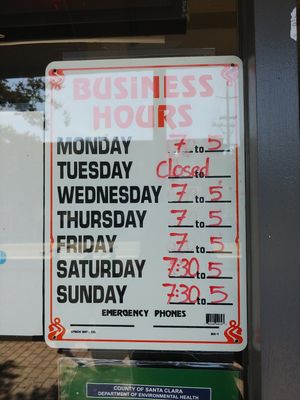 BUSINESS
HOURS
MONDAY 7 to 5
TUESDAY Closed to
WEDNESDAY 7 to 5
THURSDAY 7 to 5
FRIDAY 7 to 5
SATURDAY 7:30 to 5
SUNDAY 7:30 to 5
EMERGENCY PHONES
COUNTY OF SANTA CLARA
DEPARTMENT OF ENVIRONMENTAL HEALTH